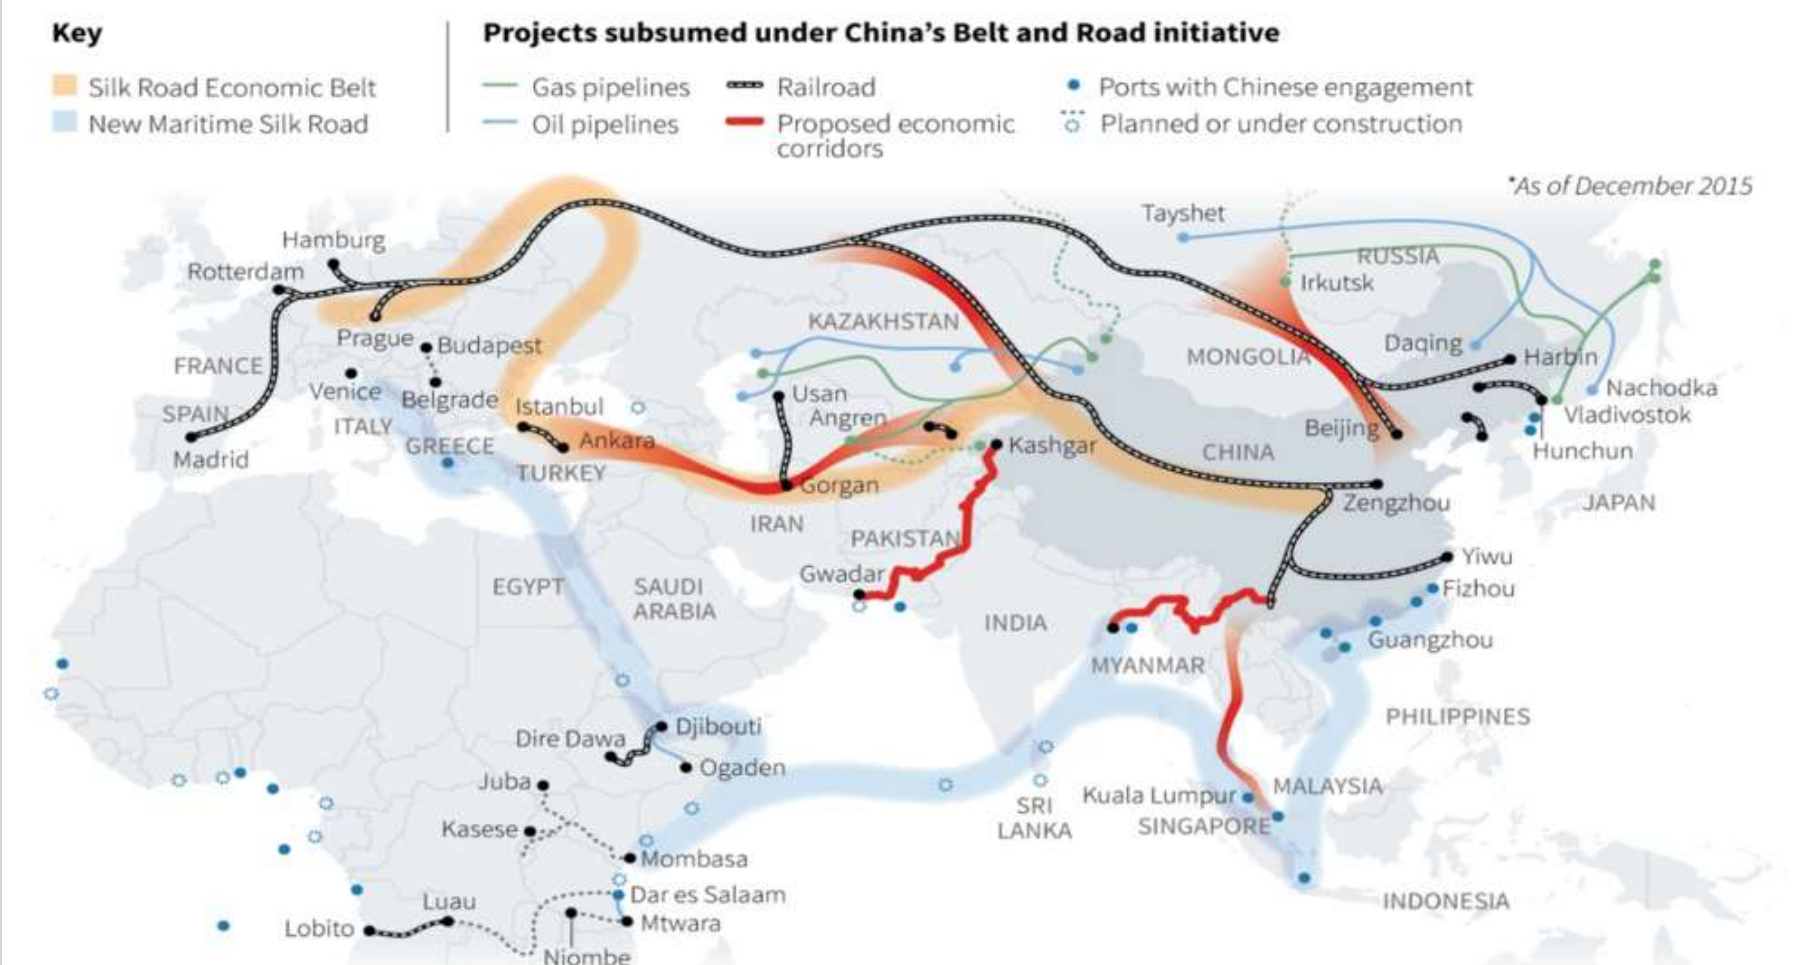 Key
Projects subsumed under China's Belt and Road initiative
Silk Road Economic Belt
New Maritime Silk Road
Gas pipelines
Oil pipelines
Railroad
Proposed economic
corridors
Ports with Chinese engagement
Planned or under construction
*As of December 2015
Tayshet
Hamburg
Rotterdam
RUSSIA
Irkutsk
KAZAKHSTAN
Prague
Budapest
MONGOLIA
Daqing
Harbin
FRANCE
Venice
Belgrade
Usan
Nachodka
SPAIN
ITALY
Istanbul
Angren
Vladivostok
Beijing
GREECE
Ankara
Kashgar
CHINA
Hunchun
Madrid
TURKEY
Gorgan
Zengzhou
JAPAN
IRAN
PAKISTAN
Yiwu
Gwadar
EGYPT
SAUDI
ARABIA
Fizhou
INDIA
Guangzhou
MYANMAR
PHILIPPINES
Djibouti
Dire Dawa
Ogaden
Juba
MALAYSIA
Kuala Lumpur
SRI
LANKA
SINGAPORE
Kasese
Mombasa
Dar es Salaam
INDONESIA
Luau
Lobito
Mtwara
Niombe